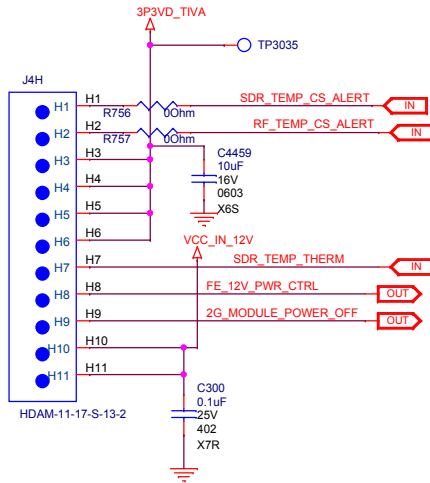 3P3VD_TIVA
TP3035
J4H
H1 H1 SDR_TEMP_CS_ALERT IN
R756 0Ohm
H2 H2 RF_TEMP_CS_ALERT IN
R757 0Ohm
H3 H3
C4459
10uF
16V
0603
X6S
H4 H4
H5 H5
H6 H6
VCC_IN_12V
H7 H7 SDR_TEMP_THERM IN
H8 H8 FE_12V_PWR_CTRL OUT
H9 H9 2G_MODULE_POWER_OFF OUT
H10 H10
H11 H11
C300
0.1uF
25V
402
X7R
HDAM-11-17-S-13-2